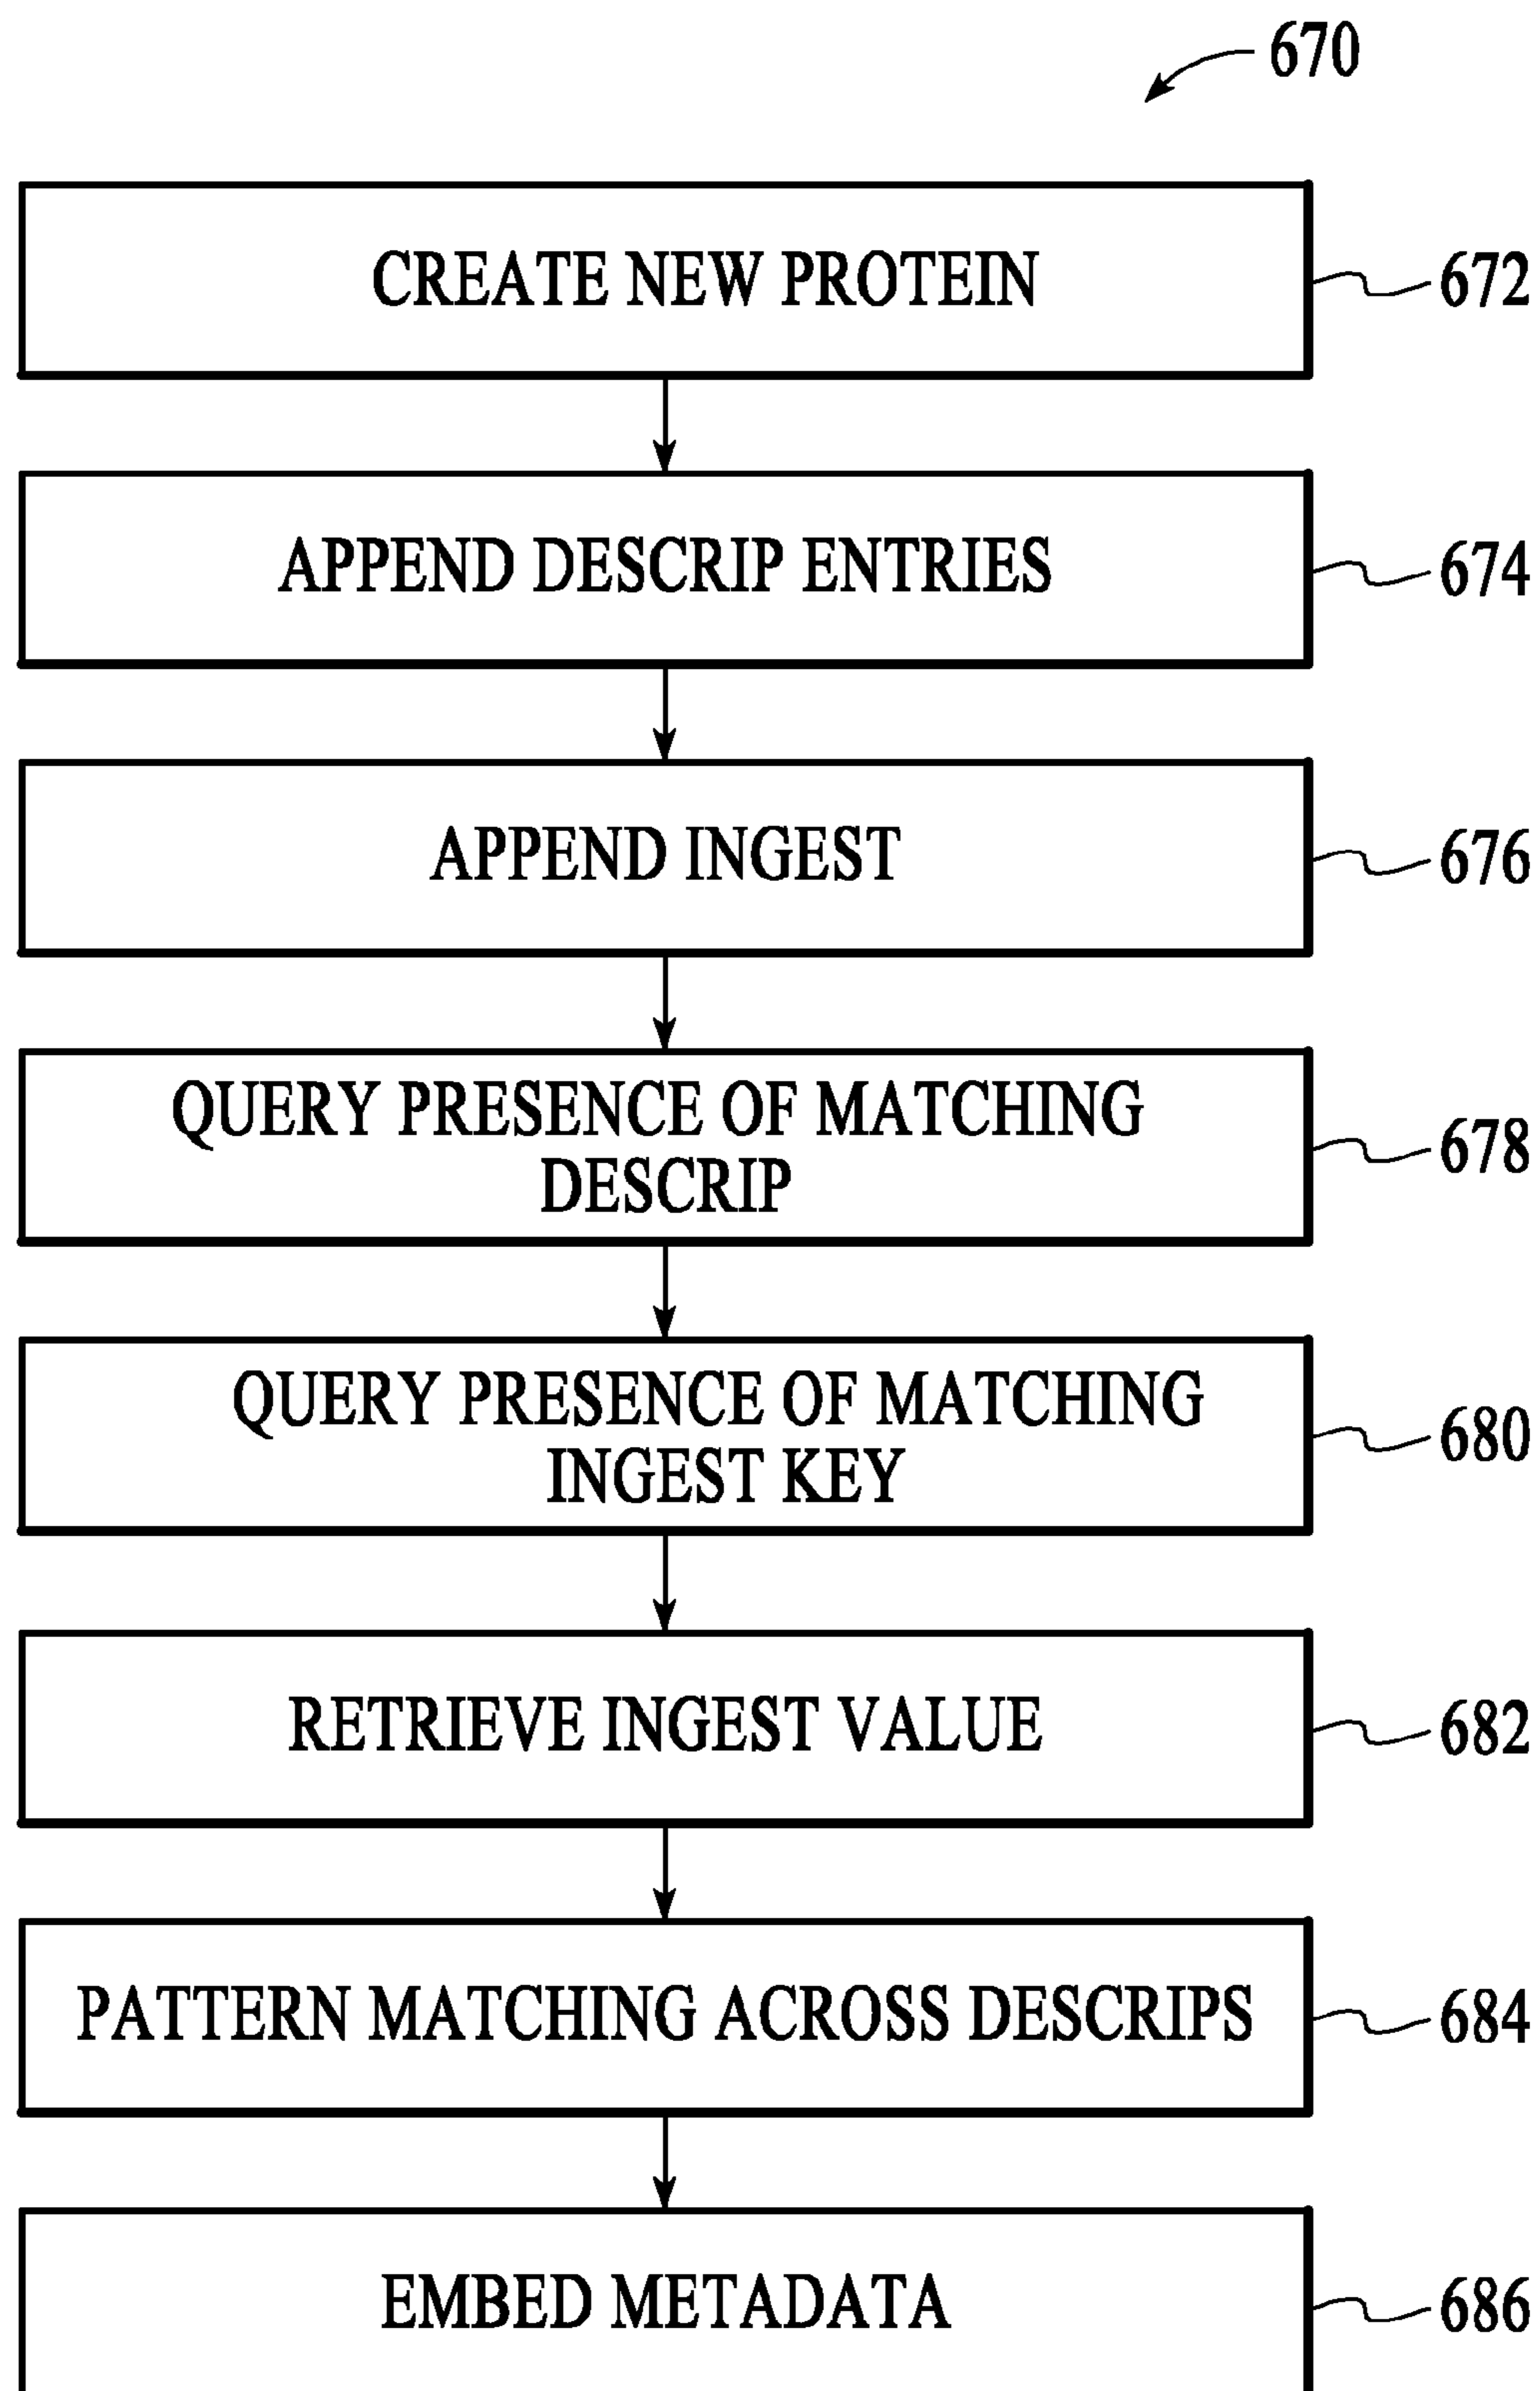 670
CREATE NEW PROTEIN
672
APPEND DESCRIP ENTRIES
674
APPEND INGEST
676
QUERY PRESENCE OF MATCHING
DESCRIP
678
QUERY PRESENCE OF MATCHING
INGEST KEY
680
RETRIEVE INGEST VALUE
682
PATTERN MATCHING ACROSS DESCRIPS
684
EMBED METADATA
686